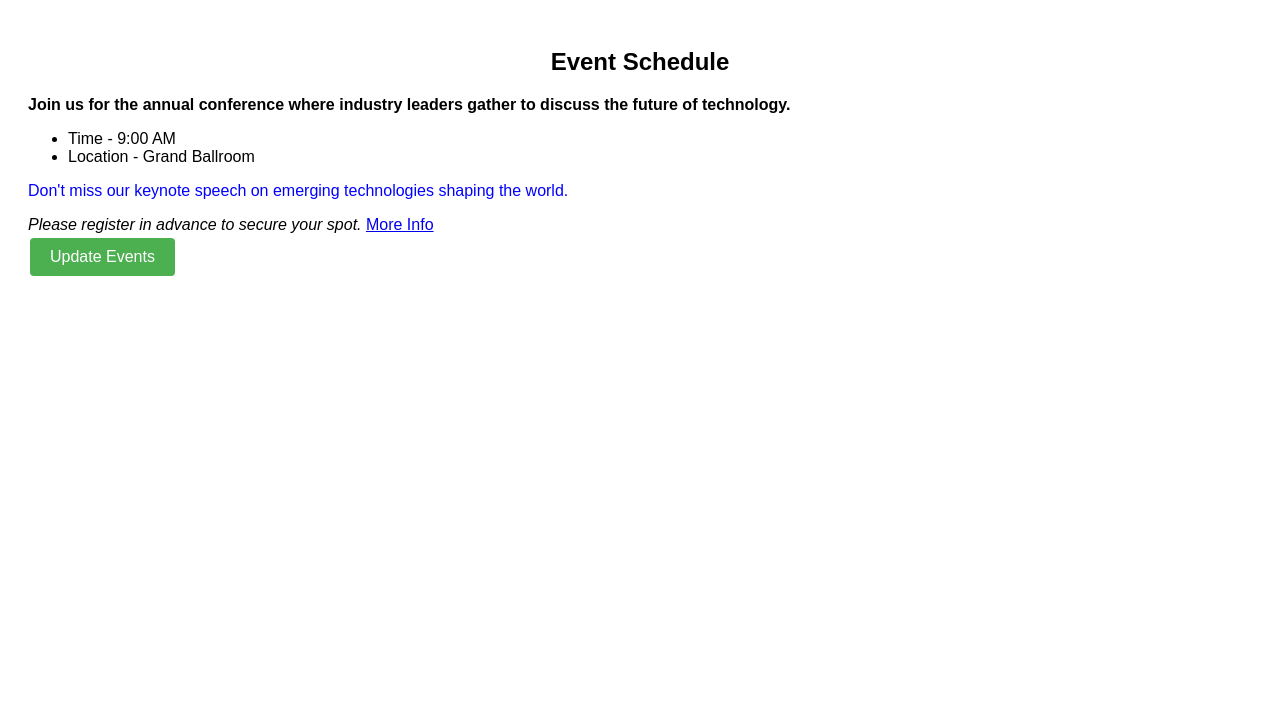 Event Schedule
Join us for the annual conference where industry leaders gather to discuss the future of technology.
Time - 9:00 AM
Location - Grand Ballroom
Don't miss our keynote speech on emerging technologies shaping the world.
Please register in advance to secure your spot. More Info
Update Events